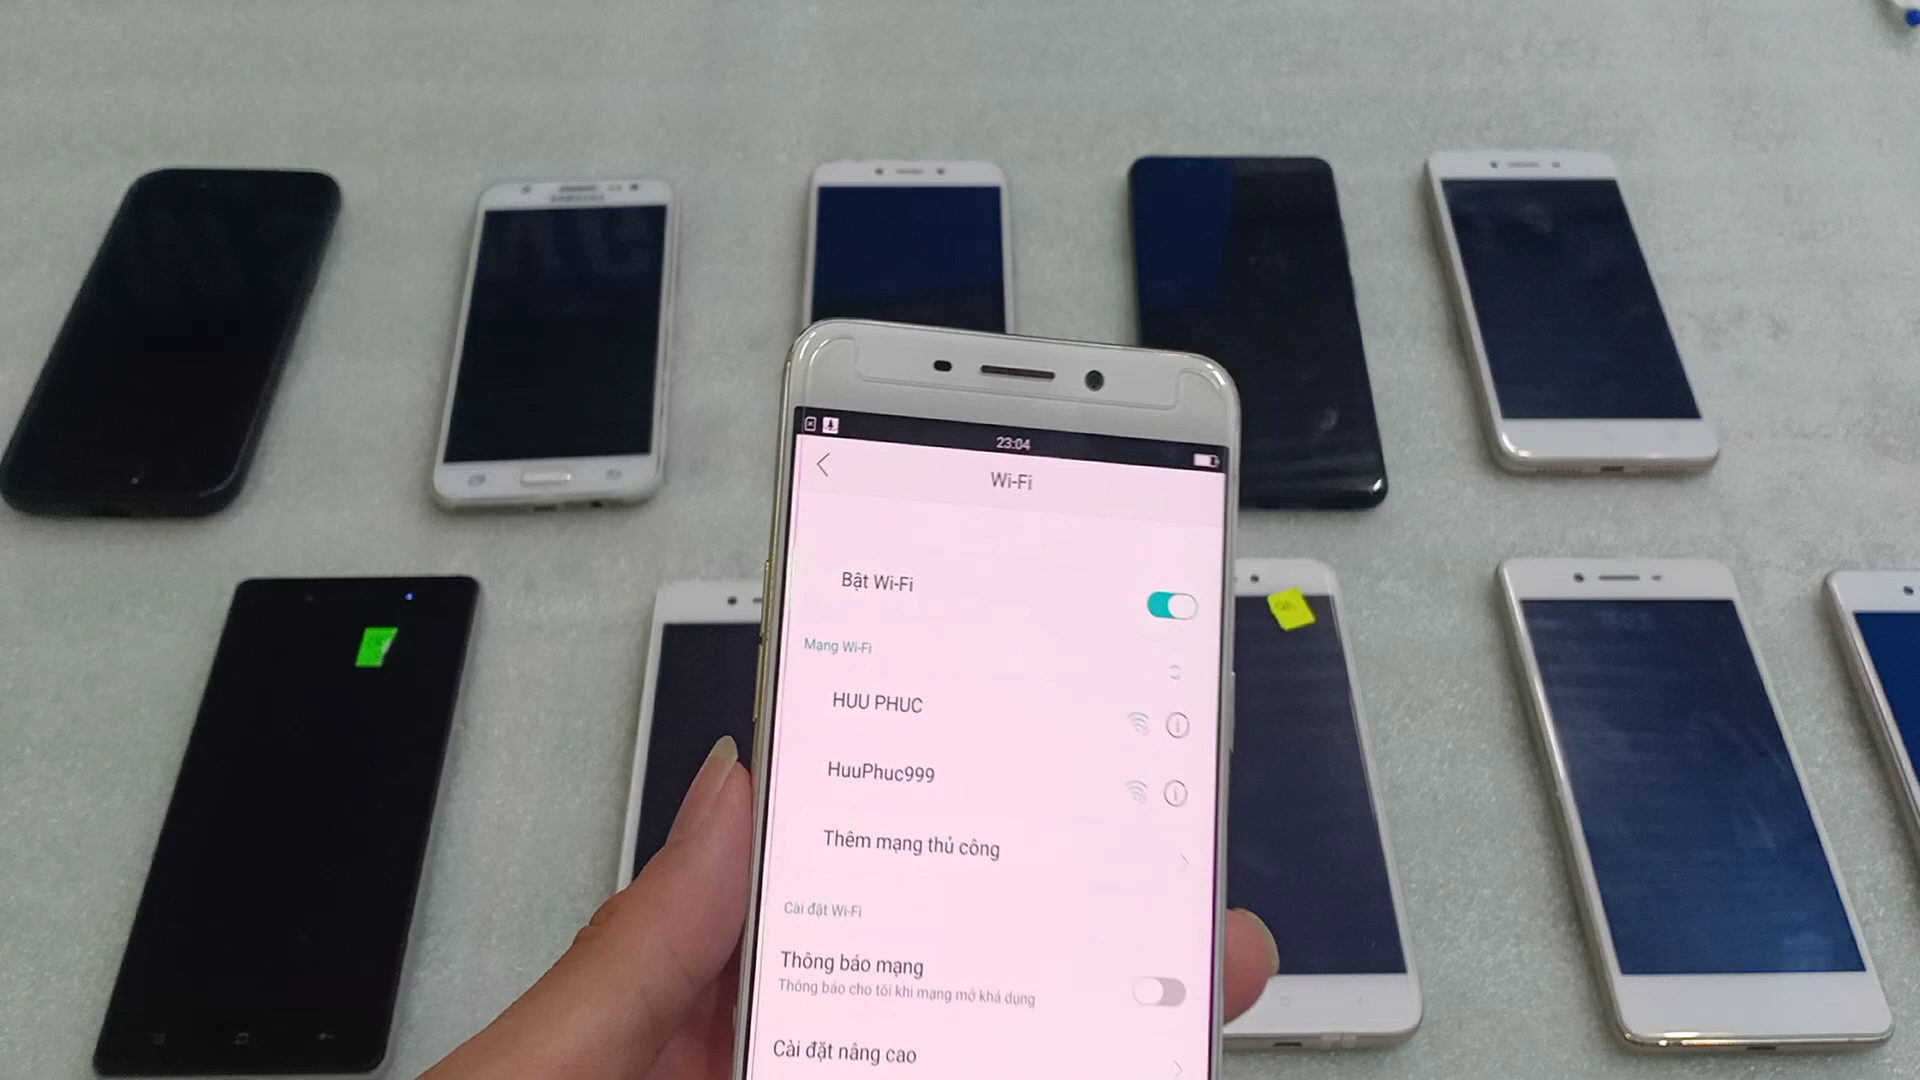 SAMSUNG
23:04
Wi-Fi
Bật Wi-Fi
Mạng Wi-Fi
HUU PHUC
HuuPhuc999
Thêm mạng thủ công
Cài đặt Wi-Fi
Thông báo mạng
Thông báo cho tôi khi mạng mở khả dụng
Cài đặt nâng cao